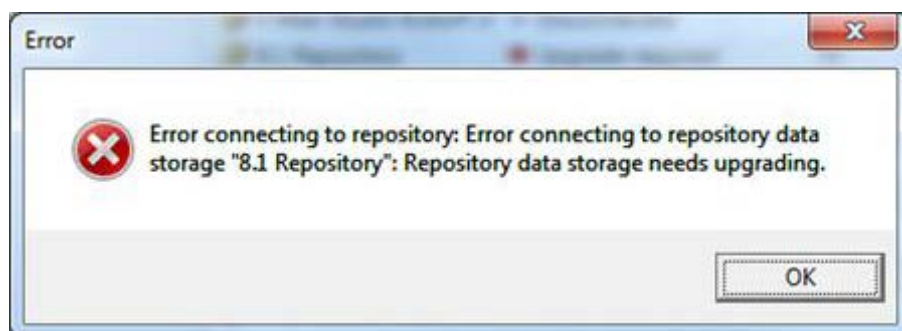 Error
Error connecting to repository: Error connecting to repository data
storage "8.1 Repository": Repository data storage needs upgrading.
OK